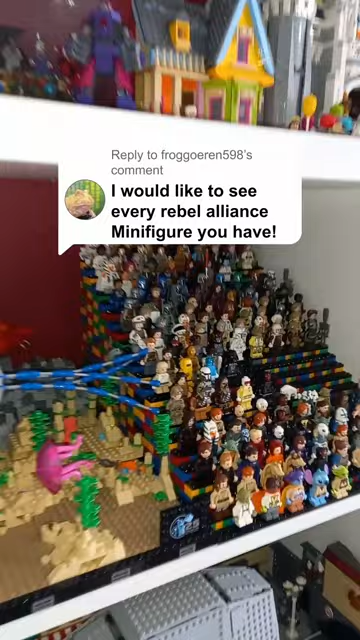 Reply to froggoeren598's
comment
I would like to see
every rebel alliance
Minifigure you have!